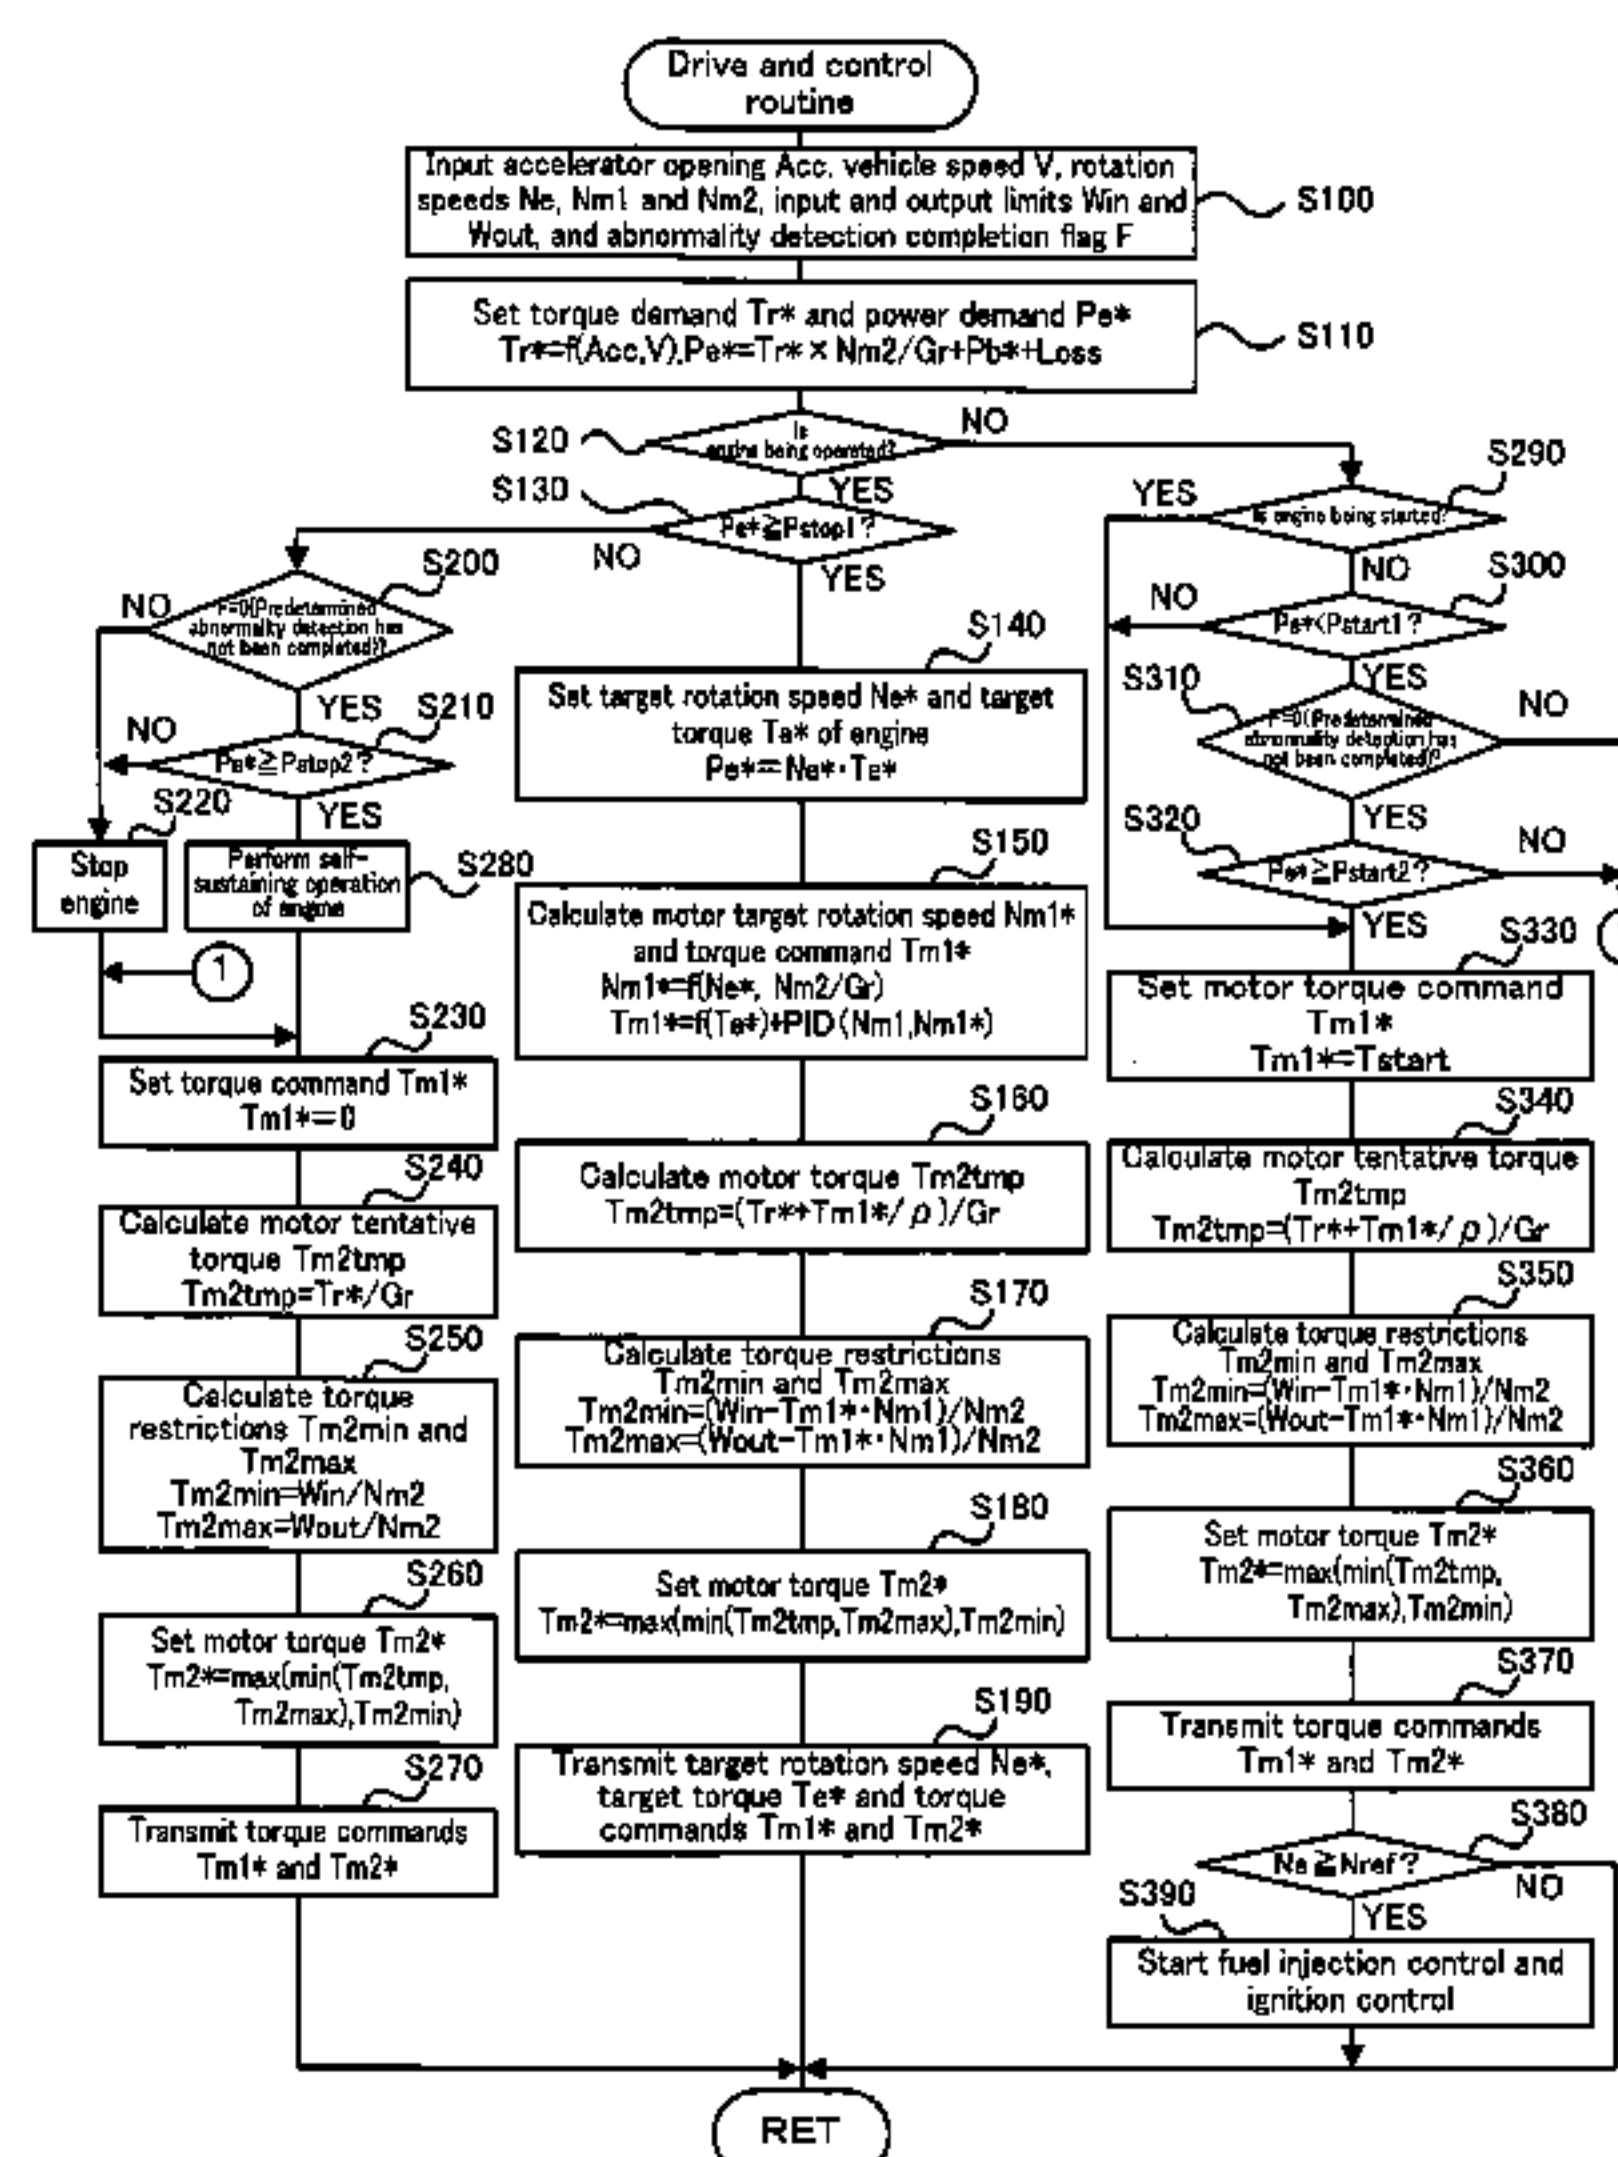 Drive and control
routine
Input accelerator opening Acc, vehicle speed V, rotation
speeds Ne, Nm1 and Nm2, input and output limits Win and
Wout, and abnormality detection completion flag F
S100
Set torque demand Tr* and power demand Pe*
Tr*=f(Acc,V),Pe*=Tr*×Nm2/Gr+Pb*+Loss
S110
S120
Is
engine being operated?
NO
YES
S130
Pe*≧Pstop1?
NO
YES
S200
F=0(Predetermined
abnormality detection has
not been completed)?
NO
YES
S210
Pe*≧Pstop2?
NO
YES
S220
Stop
engine
Perform self-
sustaining operation
of engine
S280
1
S230
Set torque command Tm1*
Tm1*=0
S240
Calculate motor tentative
torque Tm2tmp
Tm2tmp=Tr*/Gr
S250
Calculate torque
restrictions Tm2min and
Tm2max
Tm2min=Win/Nm2
Tm2max=Wout/Nm2
S260
Set motor torque Tm2*
Tm2*=max(min(Tm2tmp,
Tm2max),Tm2min)
S270
Transmit torque commands
Tm1* and Tm2*
S140
Set target rotation speed Ne* and target
torque Te* of engine
Pe*=Ne*·Te*
S150
Calculate motor target rotation speed Nm1*
and torque command Tm1*
Nm1*=f(Ne*, Nm2/Gr)
Tm1*=f(Te*)+PID(Nm1,Nm1*)
S160
Calculate motor torque Tm2tmp
Tm2tmp=(Tr*+Tm1*/ρ)/Gr
S170
Calculate torque restrictions
Tm2min and Tm2max
Tm2min=(Win-Tm1*·Nm1)/Nm2
Tm2max=(Wout-Tm1*·Nm1)/Nm2
S180
Set motor torque Tm2*
Tm2*=max(min(Tm2tmp,Tm2max),Tm2min)
S190
Transmit target rotation speed Ne*,
target torque Te* and torque
commands Tm1* and Tm2*
S290
Is engine being started?
YES
NO
S300
Pe*<Pstart1?
NO
YES
S310
F=0(Predetermined
abnormality detection has
not been completed)?
NO
YES
S320
Pe*≧Pstart2?
NO
YES
S330
Set motor torque command
Tm1*
Tm1*=Tstart
S340
Calculate motor tentative torque
Tm2tmp
Tm2tmp=(Tr*+Tm1*/ρ)/Gr
S350
Calculate torque restrictions
Tm2min and Tm2max
Tm2min=(Win-Tm1*·Nm1)/Nm2
Tm2max=(Wout-Tm1*·Nm1)/Nm2
S360
Set motor torque Tm2*
Tm2*=max(min(Tm2tmp,
Tm2max),Tm2min)
S370
Transmit torque commands
Tm1* and Tm2*
S380
Ne≧Nref?
NO
YES
S390
Start fuel injection control and
ignition control
RET